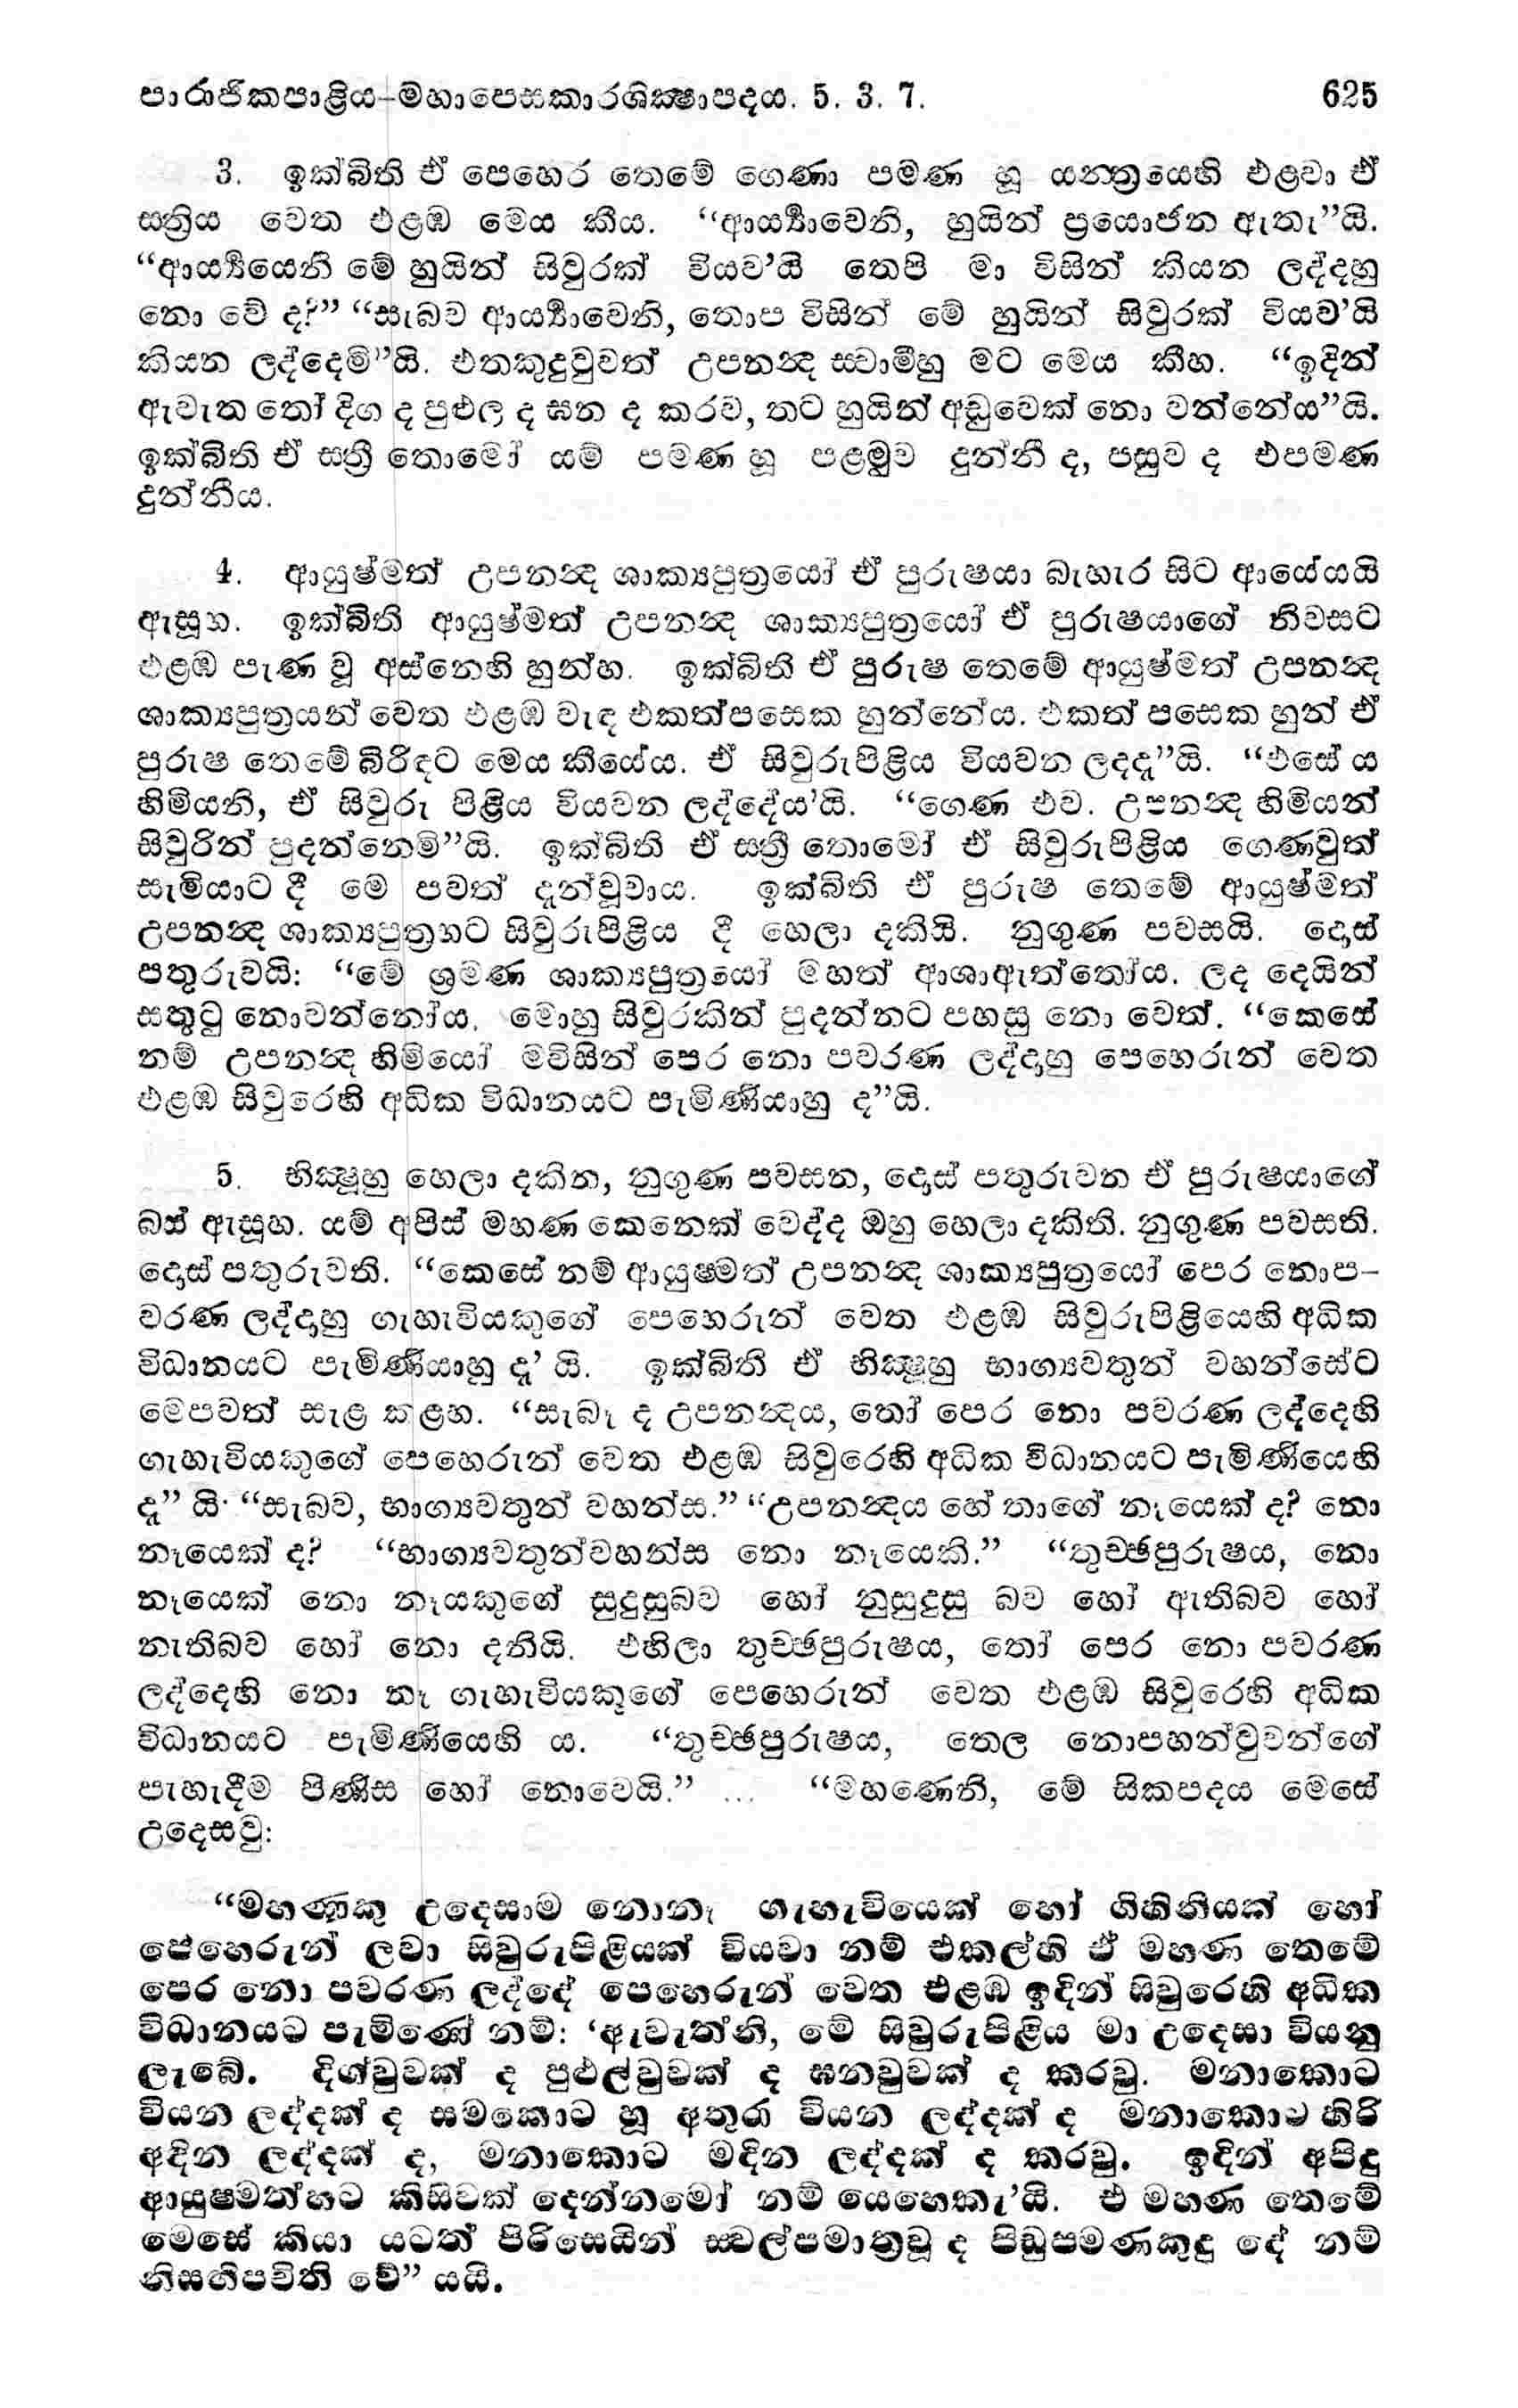 පාරාජිකපාළිය–මහාපෙසකාරශික්‍ෂාපදය. 5. 3. 7. 625
3. ඉක්බිති ඒ පෙහෙර තෙමේ ගෙණා පමණ හූ යන්ත්‍රයෙහි එළවා ඒ
ස්ත්‍රිය වෙත එළඹ මෙය කීය. “ආර්‍ය්‍යාවෙනි, හුයින් ප්‍රයොජන ඇතැ”යි.
“ආර්‍ය්‍යයෙනි මේ හුයින් සිවුරක් වියව’යි තෙපි මා විසින් කියන ලද්දහු
නො වේ ද?” “සැබව ආර්‍ය්‍යාවෙනි, තොප විසින් මේ හුයින් සිවුරක් වියව’යි
කියන ලද්දෙමි”යි. එතකුදුවුවත් උපනන්‍ද ස්වාමීහු මට මෙය කීහ. “ඉදින්
ඇවැත තෝ දිග ද පුළුල ද ඝන ද කරව, තට හුයින් අඩුවෙක් නො වන්නේය”යි.
ඉක්බිති ඒ ස්ත්‍රී තොමෝ යම් පමණ හූ පළමුව දුන්නී ද, පසුව ද එපමණ
දුන්නීය.
4. ආයුෂ්මත් උපනන්‍ද ශාක්‍යපුත්‍රයෝ ඒ පුරුෂයා බැහැර සිට ආයේයයි
ඇසූහ. ඉක්බිති ආයුෂ්මත් උපනන්‍ද ශාක්‍යපුත්‍රයෝ ඒ පුරුෂයාගේ නිවසට
එළඹ පැණ වූ අස්නෙහි හුන්හ. ඉක්බිති ඒ පුරුෂ තෙමේ ආයුෂ්මත් උපනන්‍ද
ශාක්‍යපුත්‍රයන් වෙත එළඹ වැඳ එකත්පසෙක හුන්නේය. එකත් පසෙක හුන් ඒ
පුරුෂ තෙමේ බිරිඳට මෙය කීයේය. ඒ සිවුරුපිළිය වියවන ලදදැ”යි. “එසේ ය
හිමියනි, ඒ සිවුරු පිළිය වියවන ලද්දේය’යි. “ගෙණ එව. උපනන්‍ද හිමියන්
සිවුරින් පුදන්නෙමි”යි. ඉක්බිති ඒ ස්ත්‍රී තොමෝ ඒ සිවුරුපිළිය ගෙණවුත්
සැමියාට දී මෙ පවත් දැන්වූවාය. ඉක්බිති ඒ පුරුෂ තෙමේ ආයුෂ්මත්
උපනන්‍ද ශාක්‍යපුත්‍රහට සිවුරුපිළිය දී හෙලා දකියි. නුගුණ පවසයි. දොස්
පතුරුවයි: “මේ ශ්‍රමණ ශාක්‍යපුත්‍රයෝ මහත් ආශාඇත්තෝය. ලද දෙයින්
සතුටු නොවන්නෝය. මොහු සිවුරකින් පුදන්නට පහසු නො වෙත්. “කෙසේ
නම් උපනන්‍ද හිමියෝ මවිසින් පෙර නො පවරණ ලද්දාහු පෙහෙරුන් වෙත
එළඹ සිවුරෙහි අධික විධානයට පැමිණියාහු ද”යි.
5. භික්‍ෂූහු හෙලා දකින, නුගුණ පවසන, දොස් පතුරුවන ඒ පුරුෂයාගේ
බස් ඇසූහ. යම් අපිස් මහණ කෙනෙක් වෙද්ද ඔහු හෙලා දකිති. නුගුණ පවසති.
දොස් පතුරුවති. “කෙසේ නම් ආයුෂ්මත් උපනන්‍ද ශාක්‍යපුත්‍රයෝ පෙර නොප–
වරණ ලද්දාහු ගැහැවියකුගේ පෙහෙරුන් වෙත එළඹ සිවුරුපිළියෙහි අධික
විධානයට පැමිණියාහු දැ’ යි. ඉක්බිති ඒ භික්‍ෂූහු භාග්‍යවතුන් වහන්සේට
මෙපවත් සැළ කළහ. “සැබෑ ද උපනන්‍දය, තෝ පෙර නො පවරණ ලද්දෙහි
ගැහැවියකුගේ පෙහෙරුන් වෙත එළඹ සිවුරෙහි අධික විධානයට පැමිණියෙහි
දැ” යි. “සැබව, භාග්‍යවතුන් වහන්ස.” “උපනන්‍දය හේ තාගේ නෑයෙක් ද? නො
නෑයෙක් ද? “භාග්‍යවතුන්වහන්ස නො නෑයෙකි.” “තුච්ඡපුරුෂය, නො
නෑයෙක් නො නෑයකුගේ සුදුසුබව හෝ නුසුදුසු බව හෝ ඇතිබව හෝ
නැතිබව හෝ නො දනියි. එහිලා තුච්ඡපුරුෂය, තෝ පෙර නො පවරණ
ලද්දෙහි නො නෑ ගැහැවියකුගේ පෙහෙරුන් වෙත එළඹ සිවුරෙහි අධික
විධානයට පැමිණියෙහි ය. “තුච්ඡපුරුෂය, තෙල නොපහන්වූවන්ගේ
පැහැදීම පිණිස හෝ නොවෙයි.” ... “මහණෙනි, මේ සිකපදය මෙසේ
උදෙසවු:
“මහණකු උදෙසාම නොනෑ ගැහැවියෙක් හෝ ගිහිනියක් හෝ
පේහෙරුන් ලවා සිවුරුපිළියක් වියවා නම් එකල්හි ඒ මහණ තෙමේ
පෙර නො පවරණ ලද්දේ පෙහෙරුන් වෙත එළඹ ඉදින් සිවුරෙහි අධික
විධානයට පැමිණේ නම්: ‘ඇවැත්නි, මේ සිවුරුපිළිය මා උදෙසා වියනු
ලැබේ. දිග්වුවක් ද පුළුල්වුවක් ද ඝනවුවක් ද කරවු. මනාකොට
වියන ලද්දක් ද සමකොට හූ අතුරා වියන ලද්දක් ද මනාකොට හිරි
අදින ලද්දක් ද, මනාකොට මදින ලද්දක් ද කරවු. ඉදින් අපිදු
ආයුෂ්මත්හට කිසිවක් දෙන්නමෝ නම් යෙහෙකැ’යි. එ මහණ තෙමේ
මෙසේ කියා යටත් පිරිසෙයින් ස්වල්පමාත්‍රවූ ද පිඩුපමණකුදු දේ නම්
නිසගිපචිති වේ” යයි.